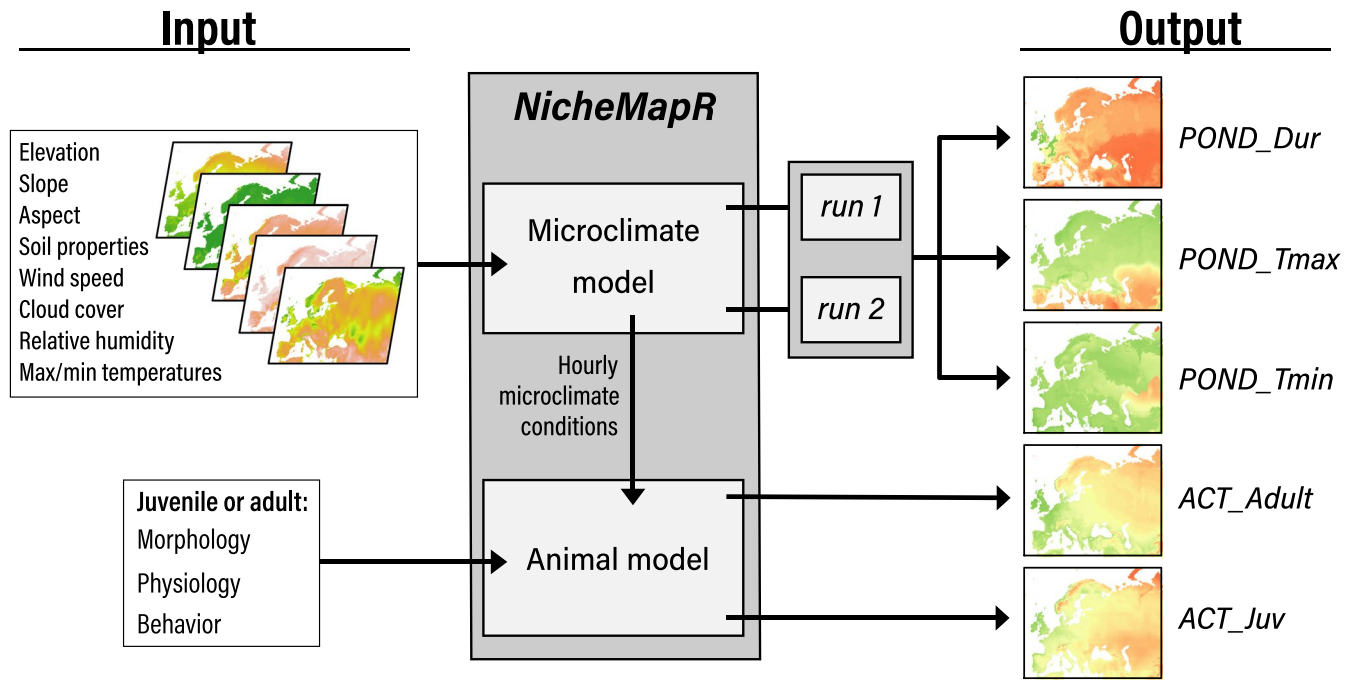 Input
Output
NicheMapR
Elevation
Slope
Aspect
Soil properties
Wind speed
Cloud cover
Relative humidity
Max/min temperatures
Microclimate
model
run 1
run 2
Hourly
microclimate
conditions
Juvenile or adult:
Morphology
Physiology
Behavior
Animal model
POND_Dur
POND_Tmax
POND_Tmin
ACT_Adult
ACT_Juv